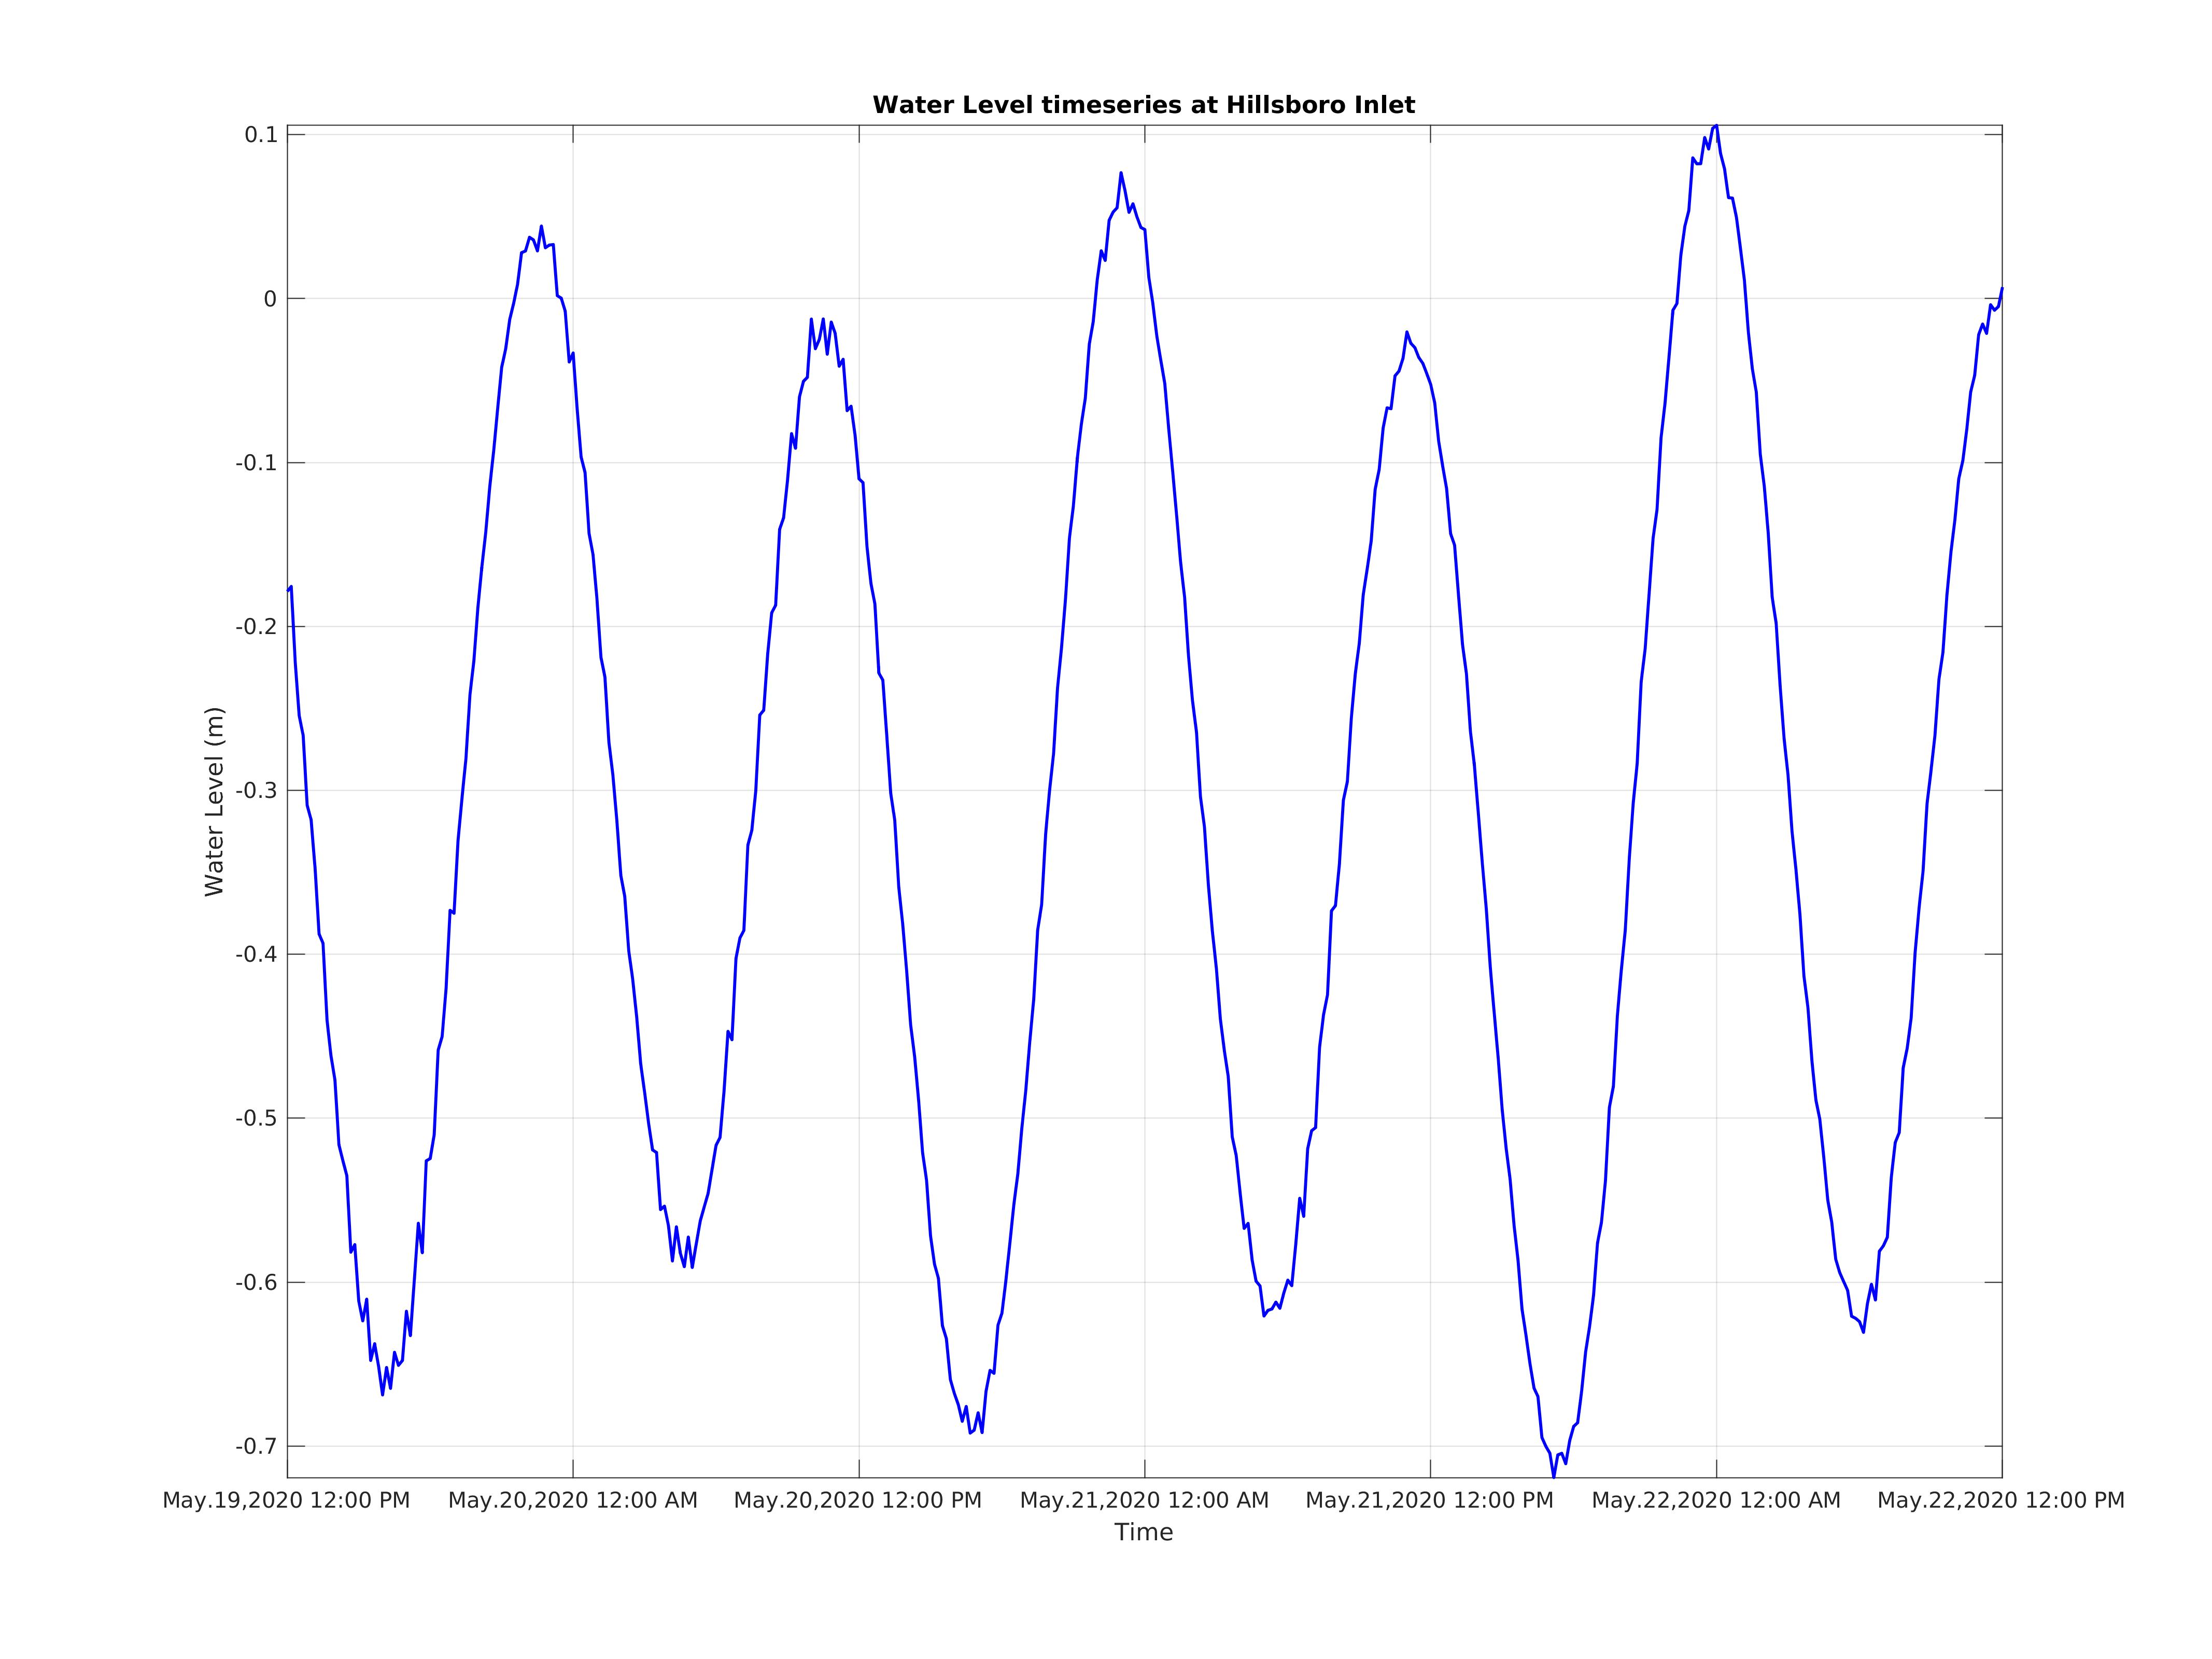 Water Level timeseries at Hillsboro Inlet
0.1
0
-0.1
-0.2
-0.3
-0.4
-0.5
-0.6
-0.7
Water Level (m)
May.19,2020 12:00 PM May.20,2020 12:00 AM May.20,2020 12:00 PM May.21,2020 12:00 AM May.21,2020 12:00 PM May.22,2020 12:00 AM May.22,2020 12:00 PM
Time